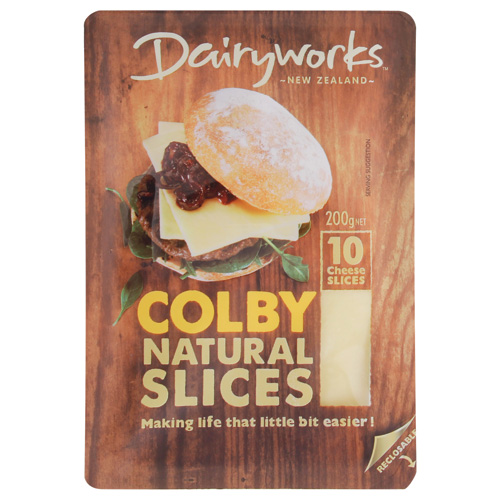 Dairyworks™
-NEW ZEALAND-
SERVING SUGGESTION
200g NET
10
Cheese
SLICES
COLBY
NATURAL
SLICES
Making life that little bit easier!
RECLOSABLE